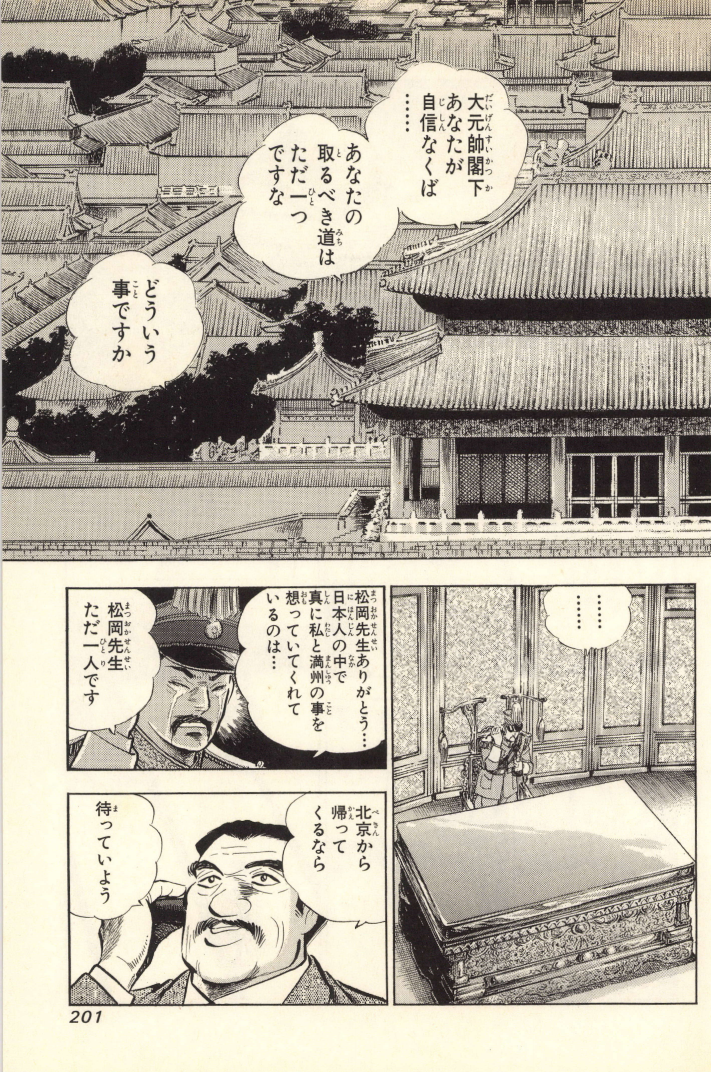 大元帥閣下
あなたが
自信なくば
……
あなたの
取るべき道は
ただ一つ
ですな
どういう
事ですか
……
……
松岡先生ありがとう…
日本人の中で
真に私と満州の事を
想っていてくれて
いるのは…
松岡先生
ただ一人です
北京から
帰って
くるなら
待っていよう
201